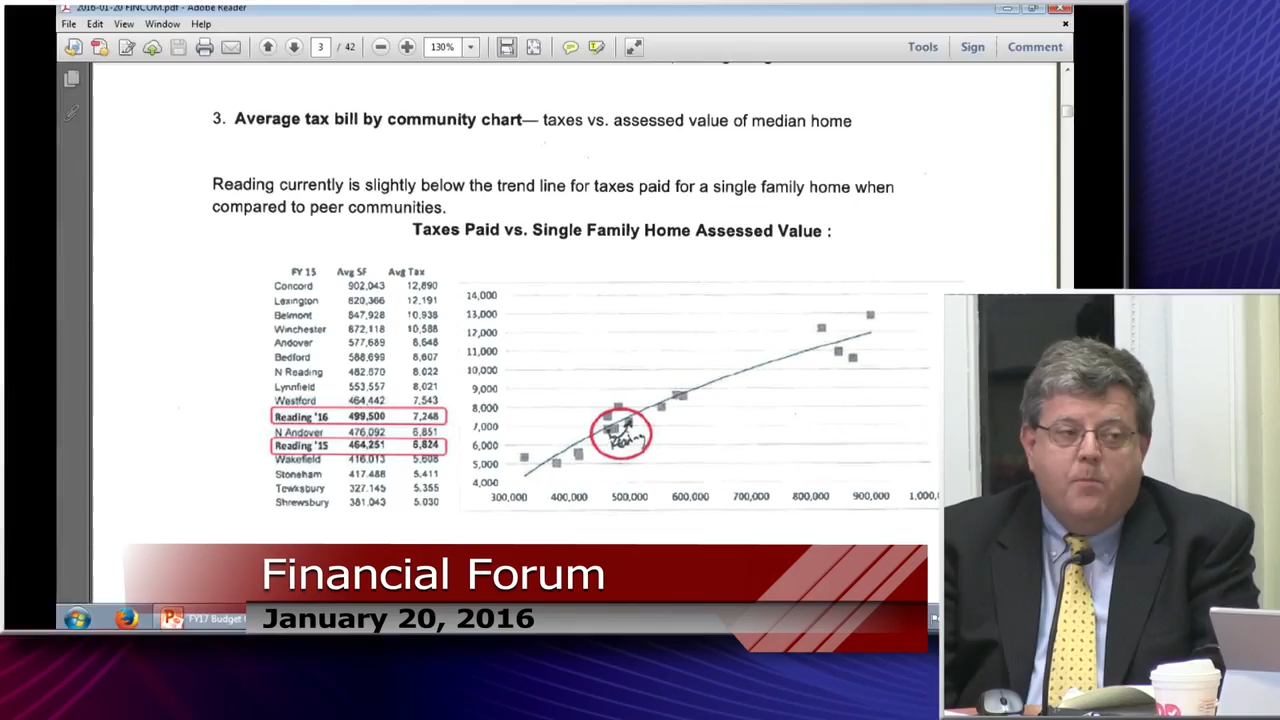 2016-01-20 FINCOM.pdf - Adobe Reader
File Edit View Window Help
3 / 42 130% Tools Sign Comment
3. Average tax bill by community chart— taxes vs. assessed value of median home
Reading currently is slightly below the trend line for taxes paid for a single family home when
compared to peer communities.
Taxes Paid vs. Single Family Home Assessed Value :
FY 15 Avg SF Avg Tax
Concord 902,043 12,890
Lexington 820,366 12,191
Belmont 847,928 10,938
Winchester 872,118 10,588
Andover 577,689 8,648
Bedford 588,699 8,607
N Reading 482,670 8,022
Lynnfield 553,557 8,021
Westford 464,442 7,543
Reading '16 499,500 7,248
N Andover 476,092 6,851
Reading '15 464,251 6,824
Wakefield 416,013 5,608
Stoneham 417,488 5,411
Tewksbury 327,145 5,355
Shrewsbury 381,043 5,030
14,000
13,000
12,000
11,000
10,000
9,000
8,000
7,000
6,000
5,000
4,000
300,000 400,000 500,000 600,000 700,000 800,000 900,000 1,000,0
Reading
Financial Forum
January 20, 2016
FY17 Budget